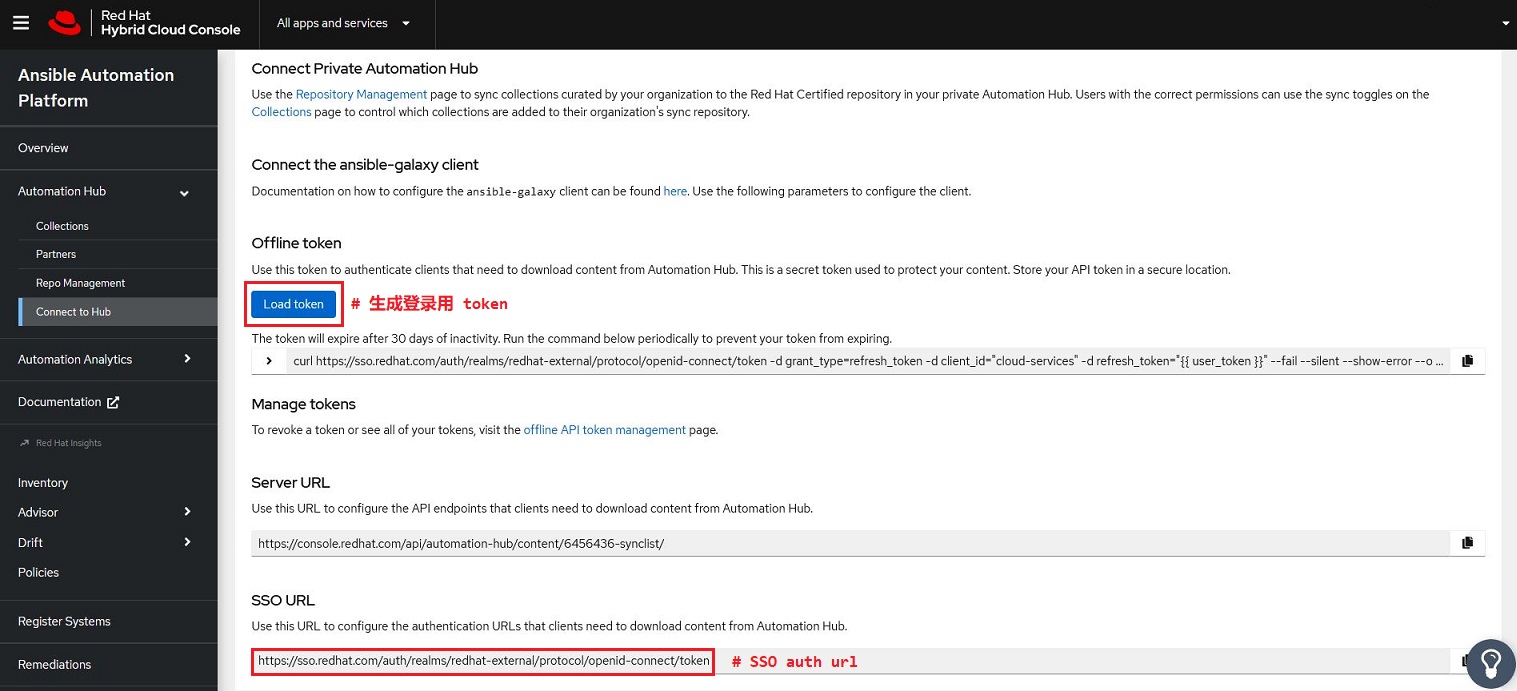 Red Hat
Hybrid Cloud Console
All apps and services
Ansible Automation
Platform
Overview
Automation Hub
Collections
Partners
Repo Management
Connect to Hub
Automation Analytics
Documentation
Red Hat Insights
Inventory
Advisor
Drift
Policies
Register Systems
Remediations
Connect Private Automation Hub
Use the Repository Management page to sync collections curated by your organization to the Red Hat Certified repository in your private Automation Hub. Users with the correct permissions can use the sync toggles on the
Collections page to control which collections are added to their organization's sync repository.
Connect the ansible-galaxy client
Documentation on how to configure the ansible-galaxy client can be found here. Use the following parameters to configure the client.
Offline token
Use this token to authenticate clients that need to download content from Automation Hub. This is a secret token used to protect your content. Store your API token in a secure location.
Load token # 生成登录用 token
The token will expire after 30 days of inactivity. Run the command below periodically to prevent your token from expiring.
curl https://sso.redhat.com/auth/realms/redhat-external/protocol/openid-connect/token -d grant_type=refresh_token -d client_id="cloud-services" -d refresh_token="{{ user_token }}" --fail --silent --show-error --o ...
Manage tokens
To revoke a token or see all of your tokens, visit the offline API token management page.
Server URL
Use this URL to configure the API endpoints that clients need to download content from Automation Hub.
https://console.redhat.com/api/automation-hub/content/6456436-synclist/
SSO URL
Use this URL to configure the authentication URLs that clients need to download content from Automation Hub.
https://sso.redhat.com/auth/realms/redhat-external/protocol/openid-connect/token # SSO auth url